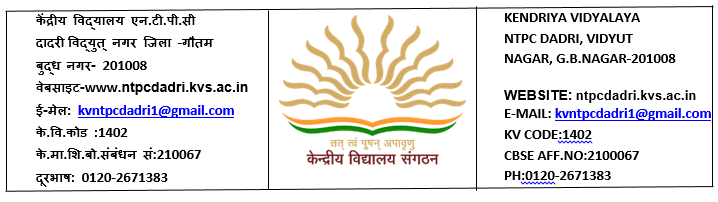 केंद्रीय विद्यालय एन.टी.पी.सी
दादरी विद्युत् नगर जिला -गौतम
बुद्ध नगर- 201008
वेबसाइट-www.ntpcdadri.kvs.ac.in
ई-मेल: kvntpcdadri1@gmail.com
के.वि.कोड :1402
के.मा.शि.बो.संबंधन सं:210067
दूरभाष: 0120-2671383
तत् त्वं पूषन् अपावृणु
केन्द्रीय विद्यालय संगठन
KENDRIYA VIDYALAYA
NTPC DADRI, VIDYUT
NAGAR, G.B.NAGAR-201008
WEBSITE: ntpcdadri.kvs.ac.in
E-MAIL: kvntpcdadri1@gmail.com
KV CODE:1402
CBSE AFF.NO:2100067
PH:0120-2671383